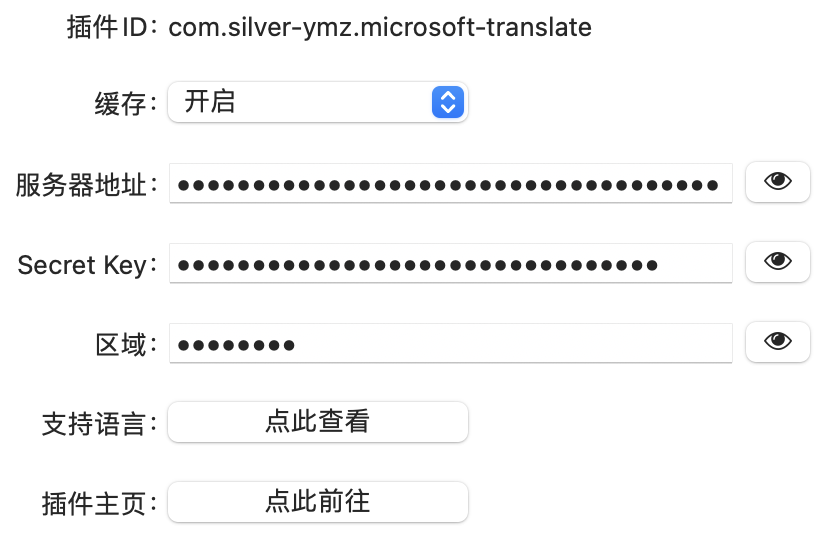 插件ID：com.silver-ymz.microsoft-translate
缓存：开启
服务器地址：••••••••••••••••••••••••••••••••••••
Secret Key：••••••••••••••••••••••••••••••••
区域：••••••••
支持语言：点此查看
插件主页：点此前往